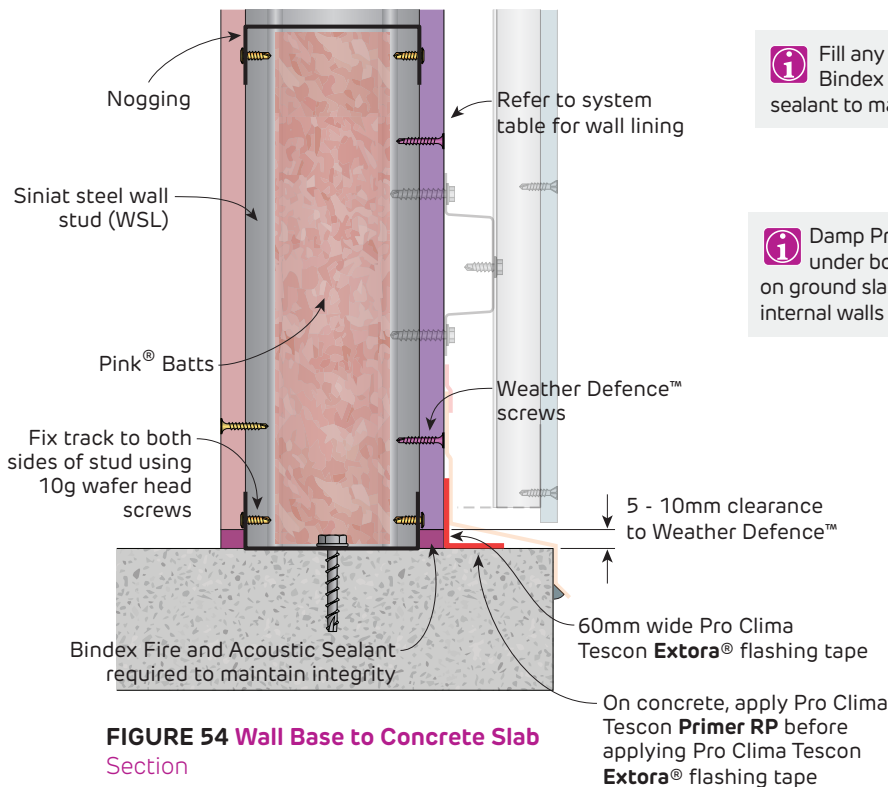 Nogging
Siniat steel wall
stud (WSL)
Pink® Batts
Fix track to both
sides of stud using
10g wafer head
screws
Bindex Fire and Acoustic Sealant
required to maintain integrity
Refer to system
table for wall lining
Weather Defence™
screws
5 - 10mm clearance
to Weather Defence™
60mm wide Pro Clima
Tescon Extora® flashing tape
On concrete, apply Pro Clima
Tescon Primer RP before
applying Pro Clima Tescon
Extora® flashing tape
Fill any
Bindex
sealant to ma
Damp Pr
under bo
on ground sla
internal walls
FIGURE 54 Wall Base to Concrete Slab
Section